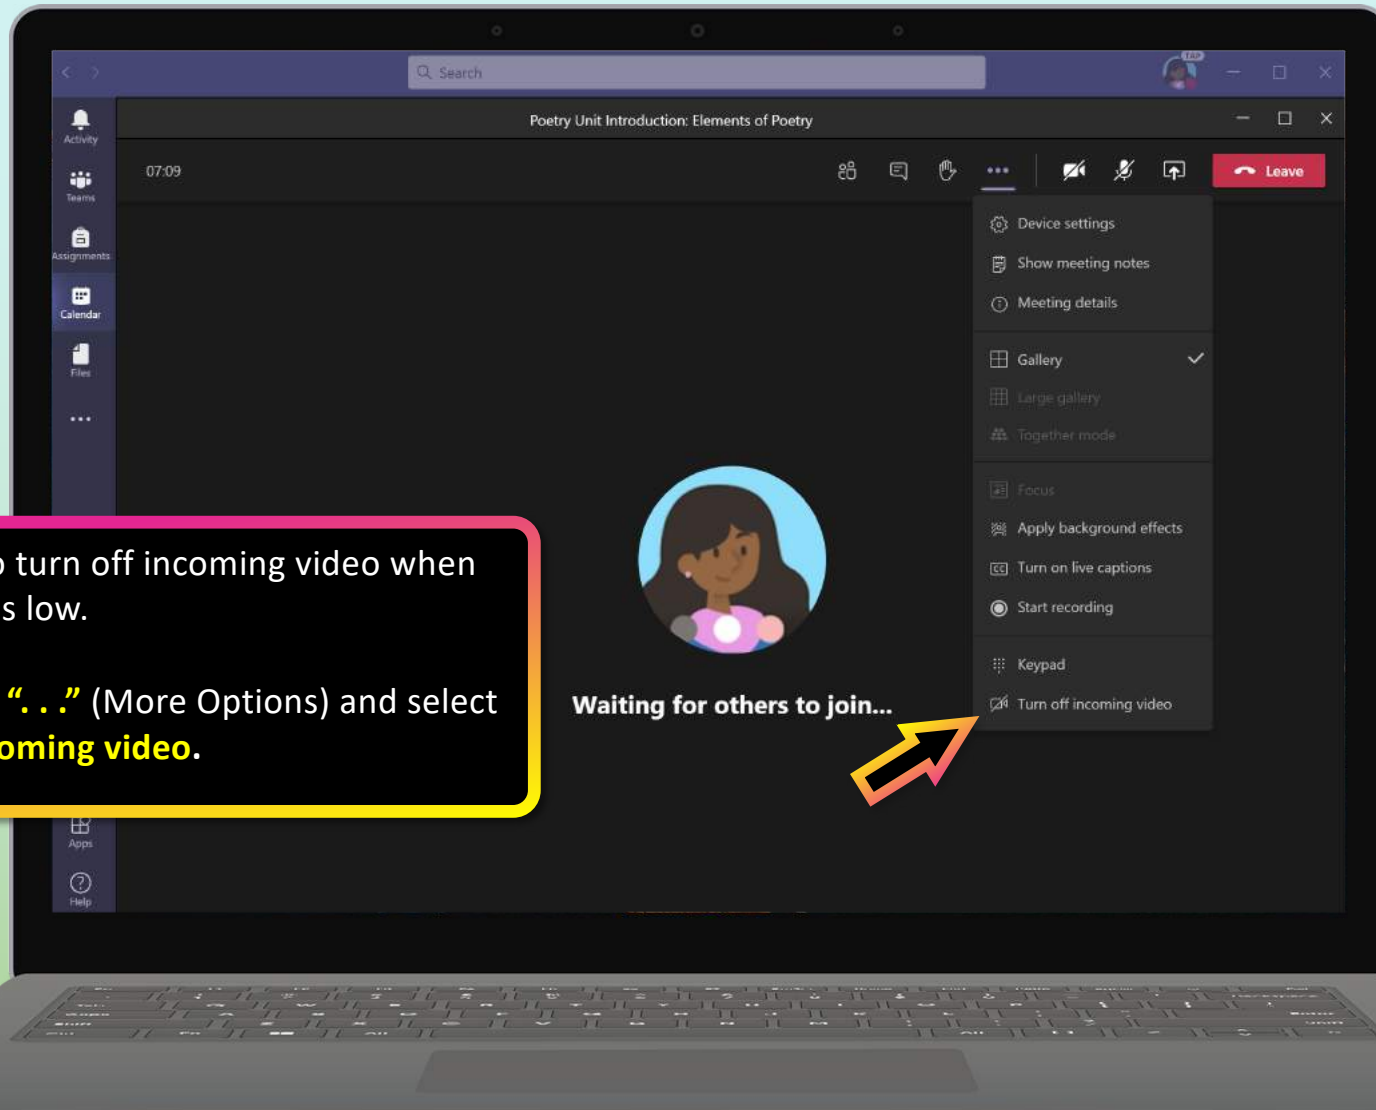 Search
TAP
Poetry Unit Introduction: Elements of Poetry
Activity
07:09
Leave
Teams
Assignments
Calendar
Files
Device settings
Show meeting notes
Meeting details
Gallery
Large gallery
Together mode
Focus
Apply background effects
Turn on live captions
Start recording
Keypad
Turn off incoming video
turn off incoming video when
s low.
“. . .” (More Options) and select
oming video.
Waiting for others to join...
Apps
Help